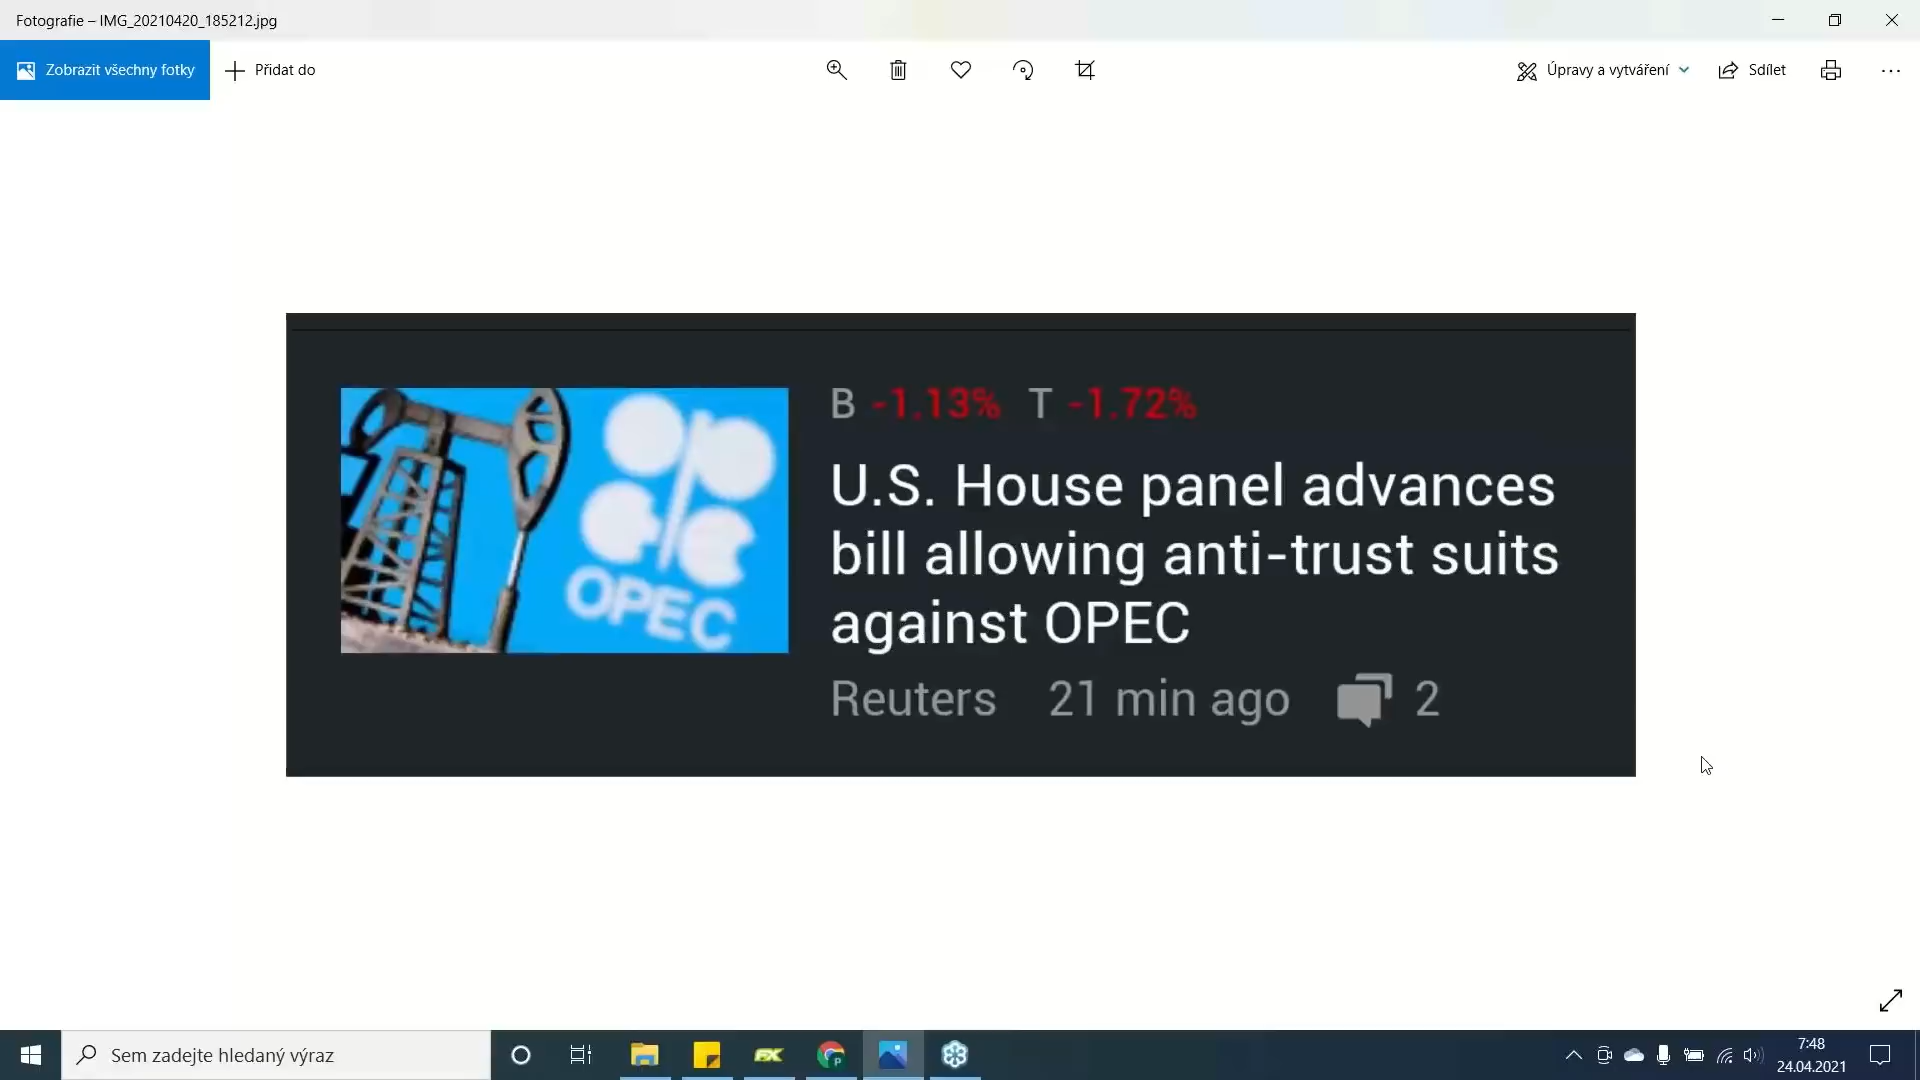 Fotografie – IMG_20210420_185212.jpg
Zobrazit všechny fotky
Přidat do
Úpravy a vytváření
Sdílet
B -1.13% T -1.72%
U.S. House panel advances
bill allowing anti-trust suits
against OPEC
OPEC
Reuters 21 min ago 2
Sem zadejte hledaný výraz
FX
P
7:48
24.04.2021